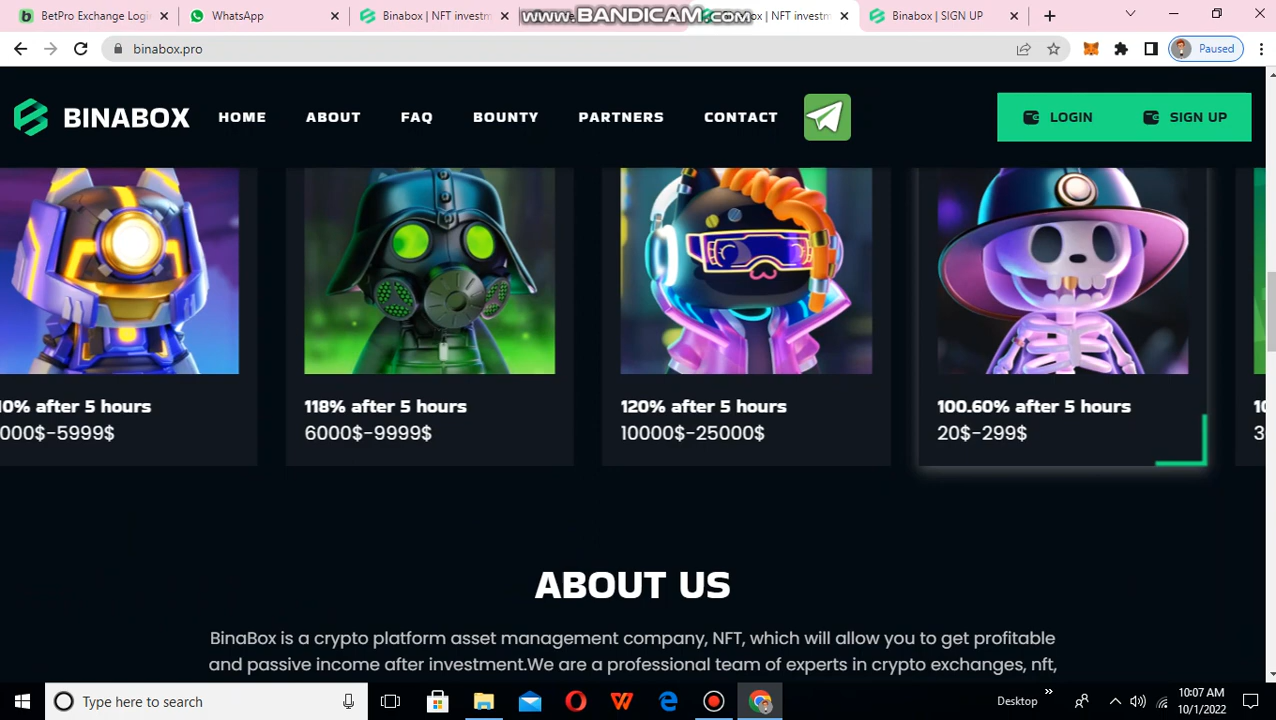 BetPro Exchange Login
WhatsApp
Binabox | NFT investm
Binabox | NFT investm
Binabox | SIGN UP
www.BANDICAM.com
binabox.pro
Paused
BINABOX
HOME
ABOUT
FAQ
BOUNTY
PARTNERS
CONTACT
LOGIN
SIGN UP
10% after 5 hours
000$-5999$
118% after 5 hours
6000$-9999$
120% after 5 hours
10000$-25000$
100.60% after 5 hours
20$-299$
10
3
ABOUT US
BinaBox is a crypto platform asset management company, NFT, which will allow you to get profitable
and passive income after investment.We are a professional team of experts in crypto exchanges, nft,
Type here to search
Desktop
10:07 AM
10/1/2022